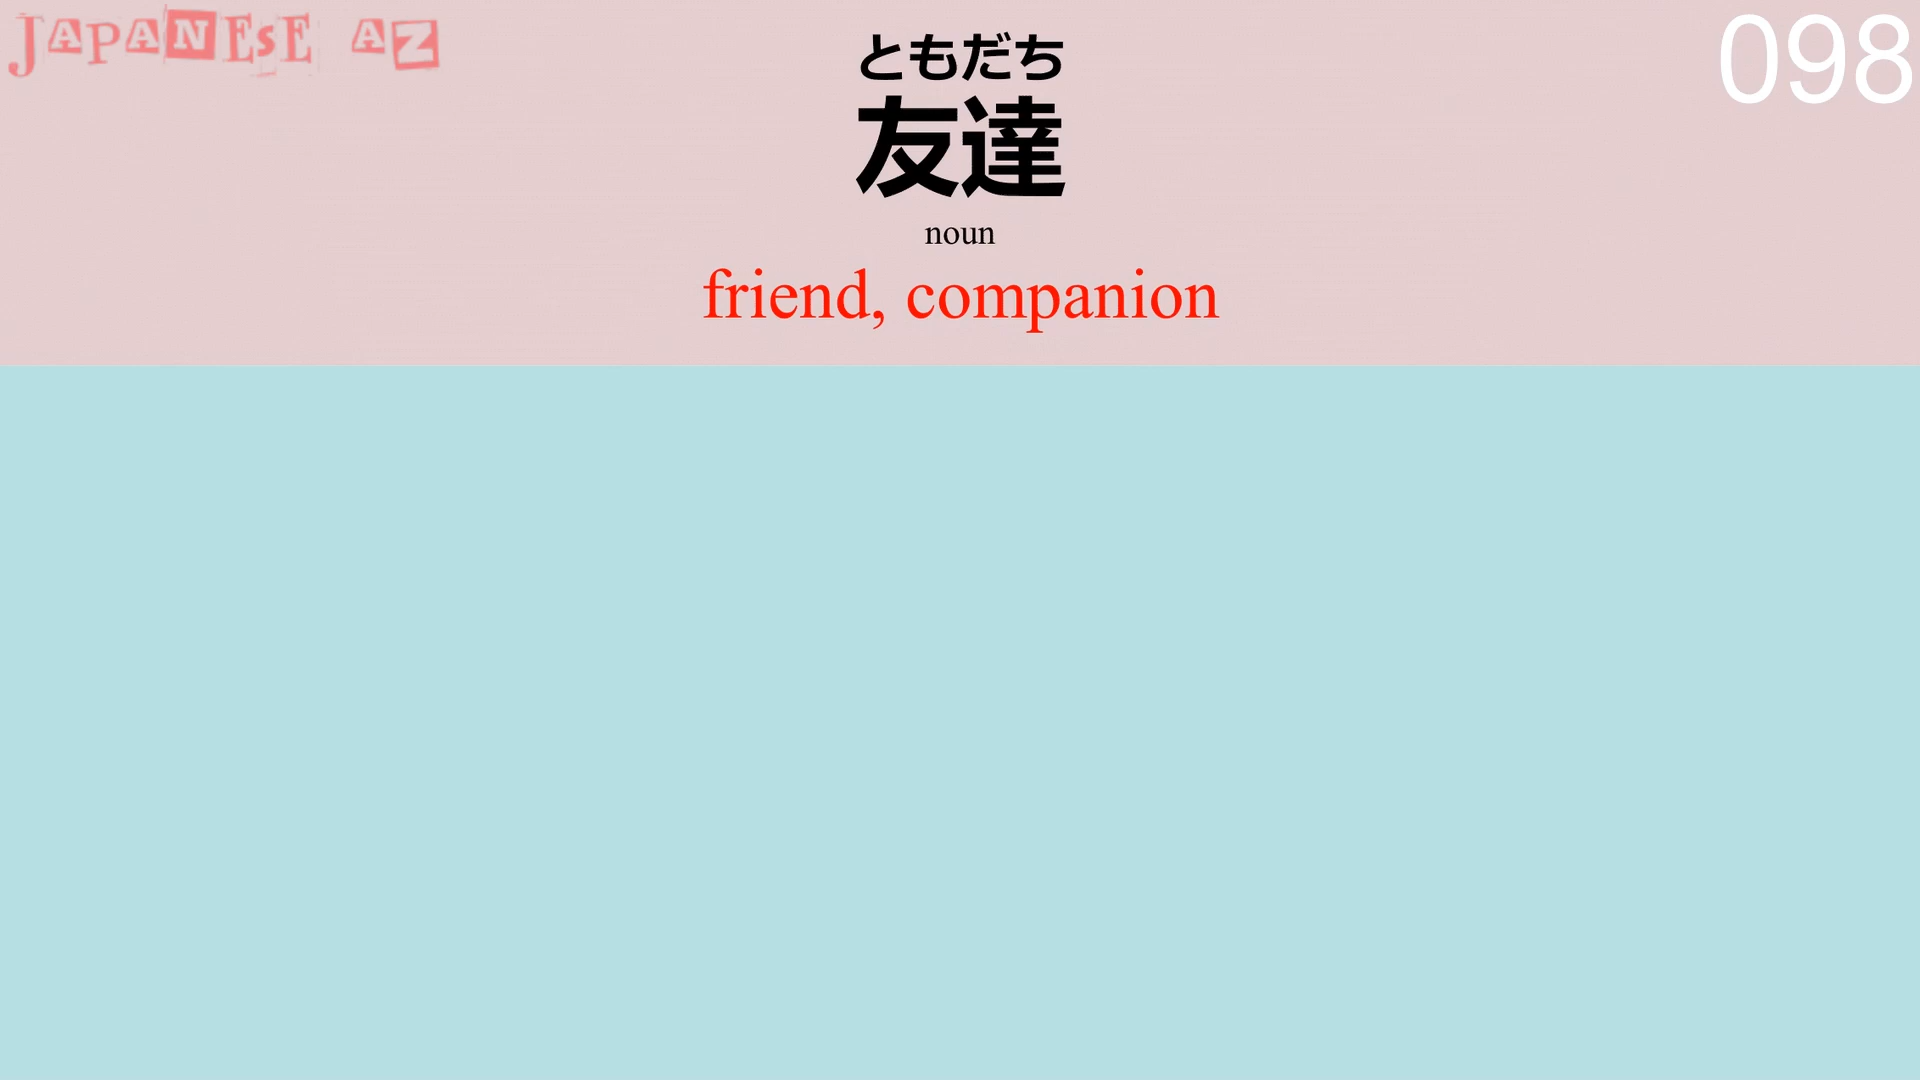 JAPANESE AZ
098
ともだち
友達
noun
friend, companion